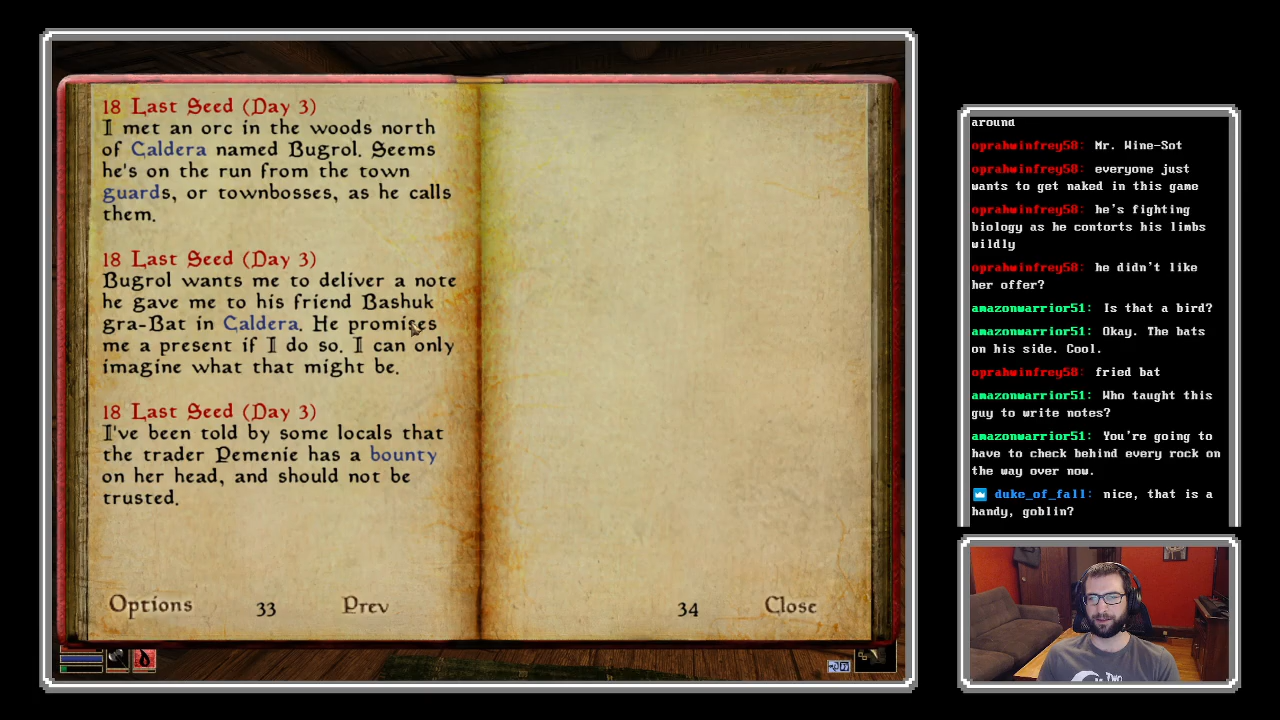 18 Last Seed (Day 3)
I met an orc in the woods north
of Caldera named Bugrol. Seems
he's on the run from the town
guards, or townbosses, as he calls
them.
18 Last Seed (Day 3)
Bugrol wants me to deliver a note
he gave me to his friend Bashuk
gra-Bat in Caldera. He promises
me a present if I do so. I can only
imagine what that might be.
18 Last Seed (Day 3)
I've been told by some locals that
the trader Pemenie has a bounty
on her head, and should not be
trusted.
Options
33
Prev
34
Close
around
oprahwinfrey58: Mr. Wine-Sot
oprahwinfrey58: everyone just
wants to get naked in this game
oprahwinfrey58: he's fighting
biology as he contorts his limbs
wildly
oprahwinfrey58: he didn't like
her offer?
amazonwarrior51: Is that a bird?
amazonwarrior51: Okay. The bats
on his side. Cool.
oprahwinfrey58: fried bat
amazonwarrior51: Who taught this
guy to write notes?
amazonwarrior51: You're going to
have to check behind every rock on
the way over now.
duke_of_fall: nice, that is a
handy, goblin?
TWO